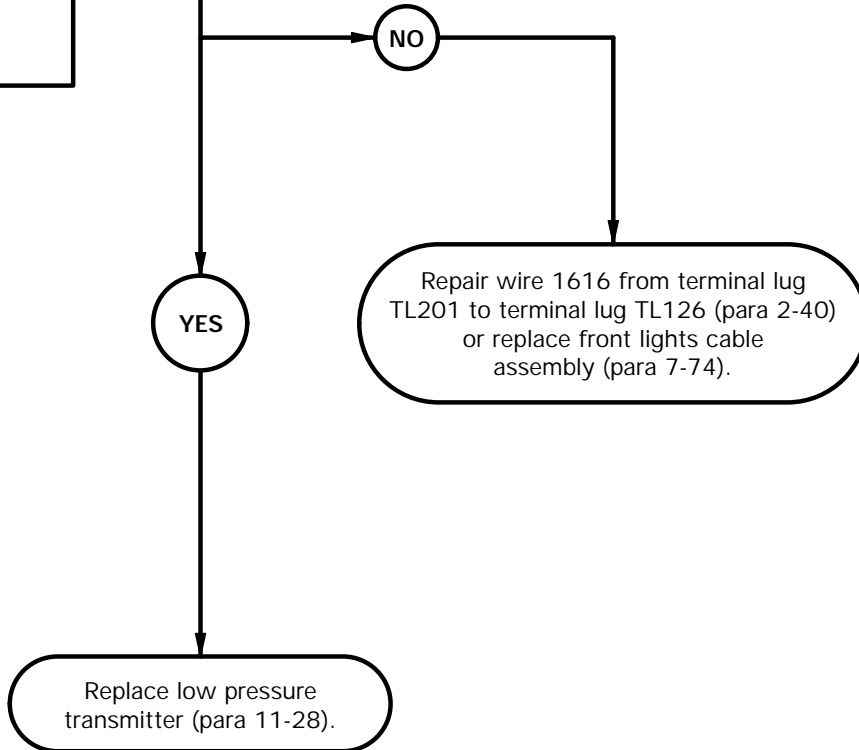 NO
Repair wire 1616 from terminal lug
TL201 to terminal lug TL126 (para 2-40)
or replace front lights cable
assembly (para 7-74).
YES
Replace low pressure
transmitter (para 11-28).